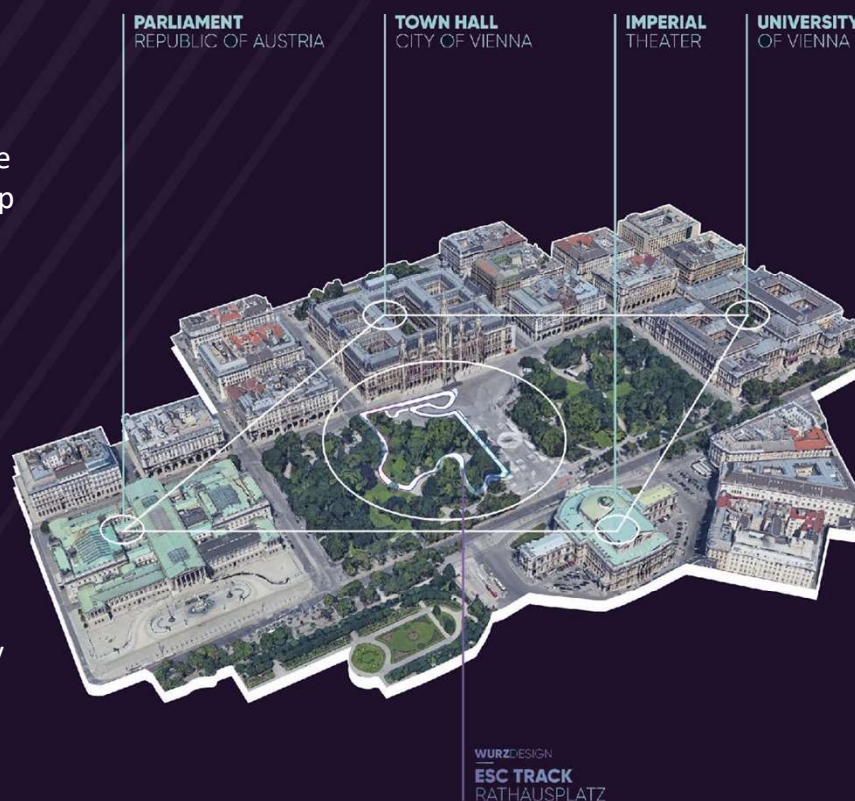 PARLIAMENT
REPUBLIC OF AUSTRIA
TOWN HALL
CITY OF VIENNA
IMPERIAL
THEATER
UNIVERSITY
OF VIENNA
WURZDESIGN
ESC TRACK
RATHAUSPLATZ